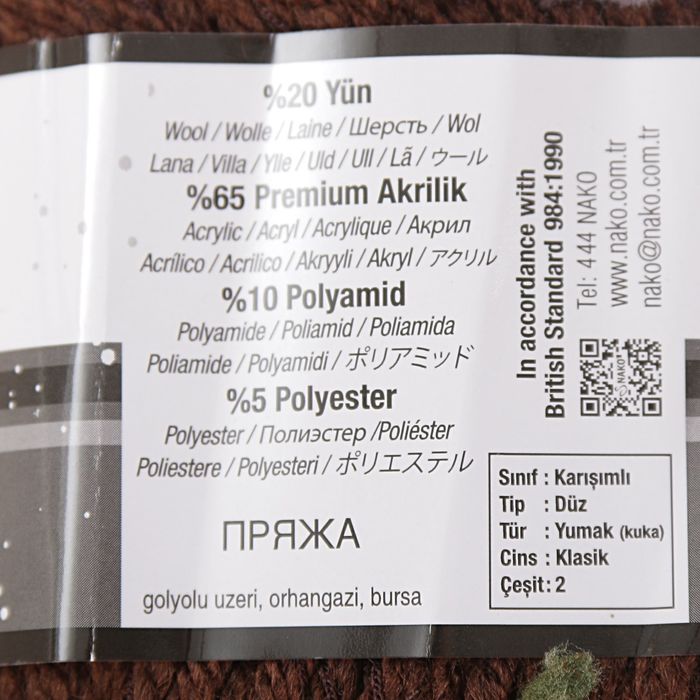 %20 Yün
Wool / Wolle / Laine / Шерсть / Wol
Lana / Villa / Ylle / Uld / Ull / Lã / ウール
%65 Premium Akrilik
Acrylic / Acryl / Acrylique / Акрил
Acrílico / Acrilico / Akryyli / Akryl / アクリル
%10 Polyamid
Polyamide / Poliamid / Poliamida
Poliamide / Polyamidi / ポリアミッド
%5 Polyester
Polyester / Полиэстер /Poliéster
Poliestere / Polyesteri / ポリエステル
ПРЯЖА
golyolu uzeri, orhangazi, bursa
In accordance with
British Standard 984:1990
Tel: 444 NAKO
www.nako.com.tr
nako@nako.com.tr
NAKO
Sınıf : Karışımlı
Tip : Düz
Tür : Yumak (kuka)
Cins : Klasik
Çeşit : 2